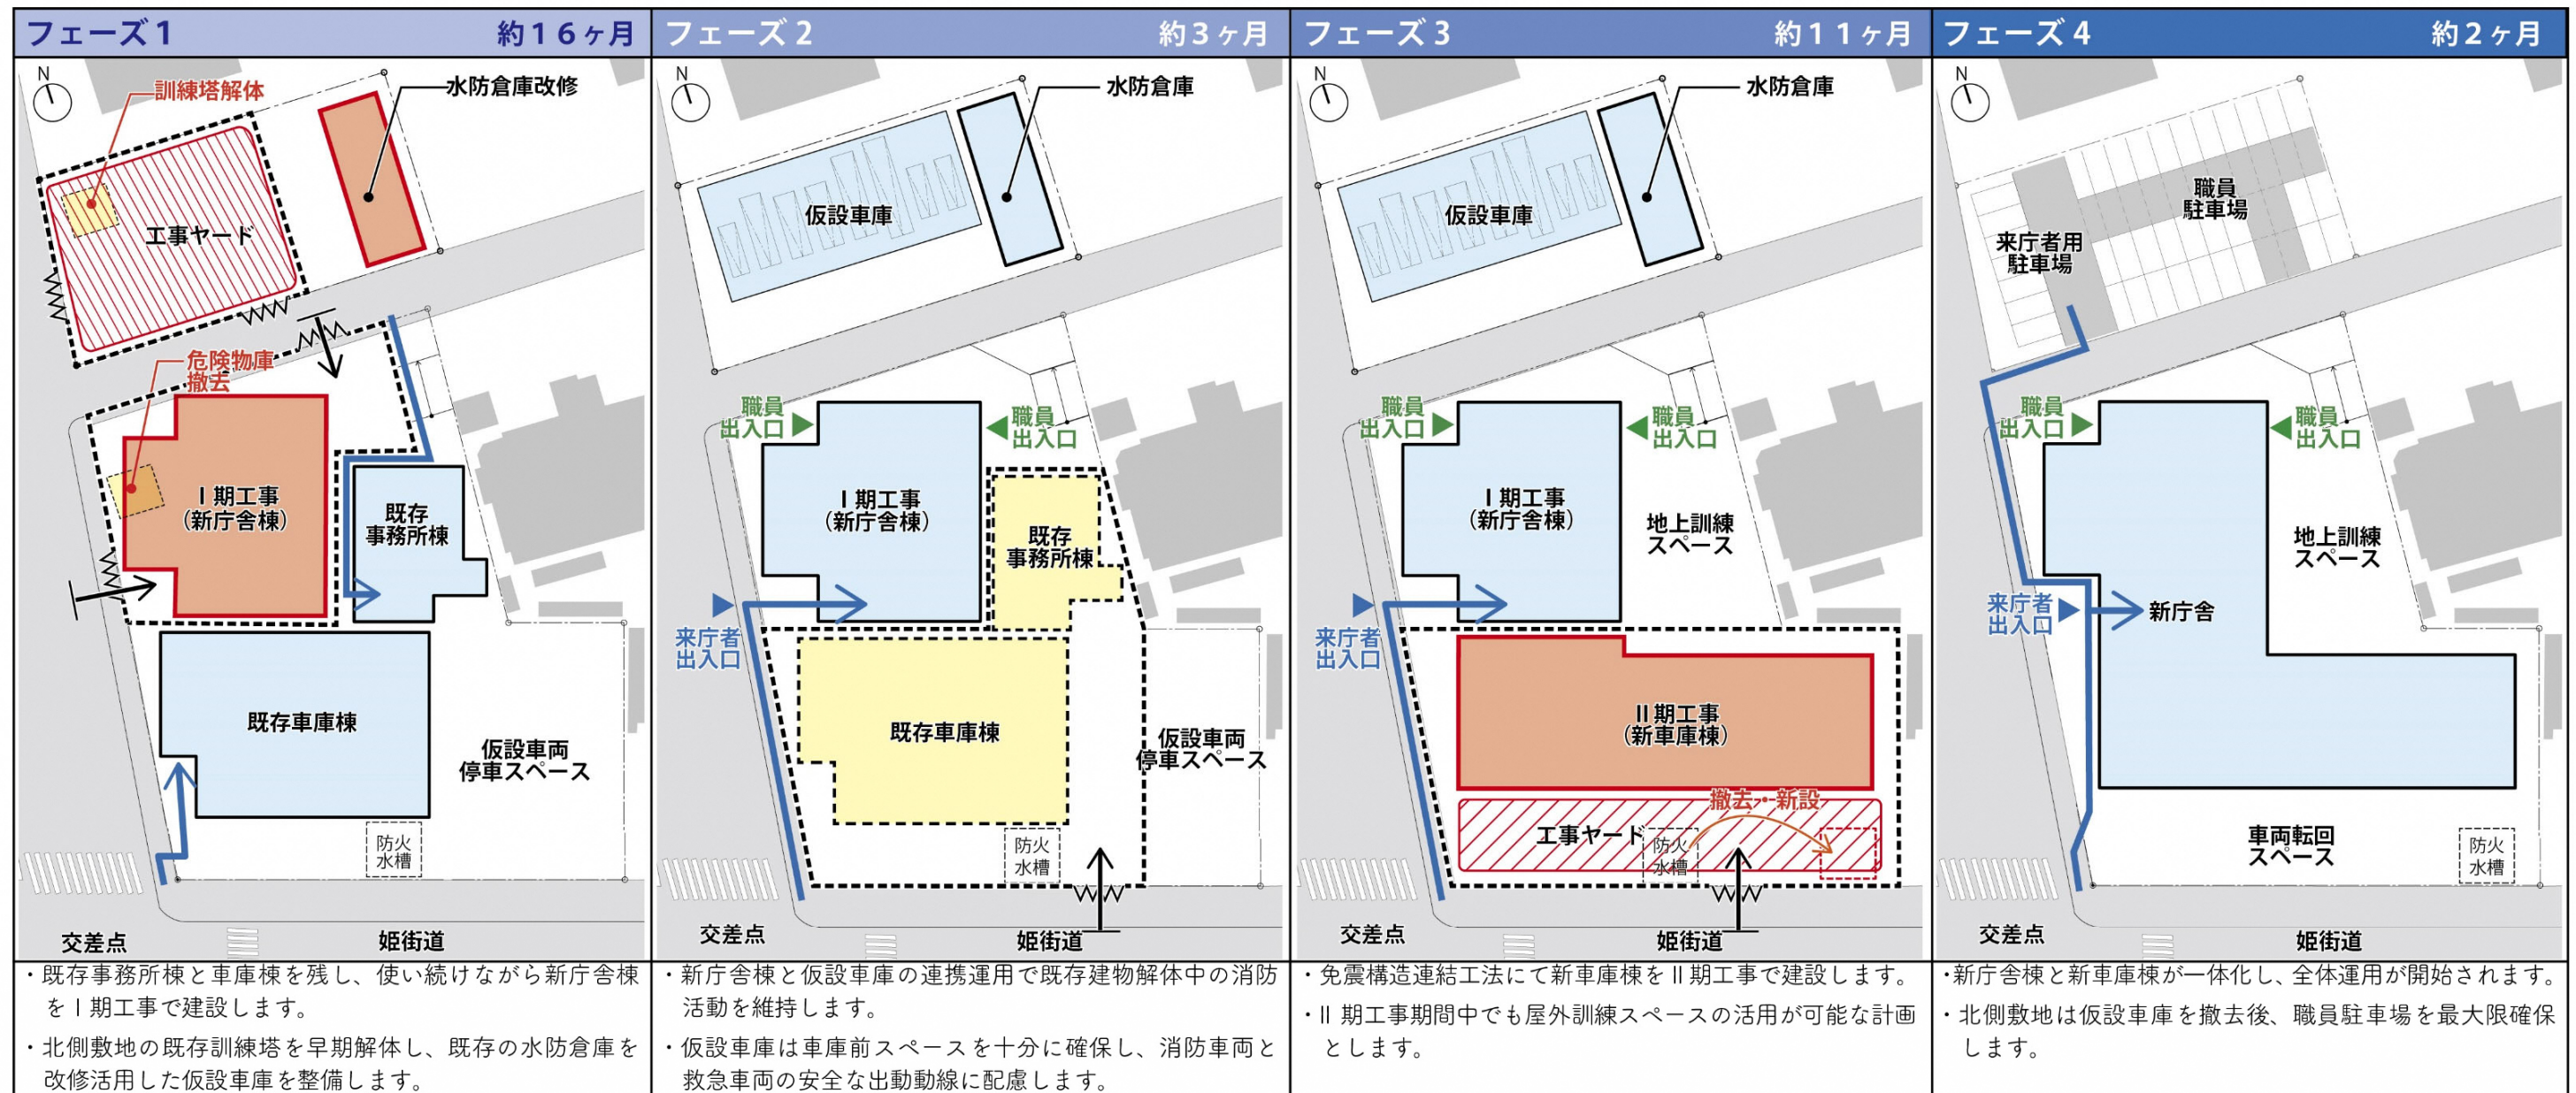 フェーズ1 約16ヶ月
N
訓練塔解体
水防倉庫改修
工事ヤード
危険物庫
撤去
Ⅰ期工事
(新庁舎棟)
既存
事務所棟
既存車庫棟
仮設車両
停車スペース
防火
水槽
交差点
姫街道
・既存事務所棟と車庫棟を残し、使い続けながら新庁舎棟
をⅠ期工事で建設します。
・北側敷地の既存訓練塔を早期解体し、既存の水防倉庫を
改修活用した仮設車庫を整備します。
フェーズ2 約3ヶ月
N
水防倉庫
仮設車庫
職員
出入口
職員
出入口
Ⅰ期工事
(新庁舎棟)
既存
事務所棟
来庁者
出入口
既存車庫棟
仮設車両
停車スペース
防火
水槽
交差点
姫街道
・新庁舎棟と仮設車庫の連携運用で既存建物解体中の消防
活動を維持します。
・仮設車庫は車庫前スペースを十分に確保し、消防車両と
救急車両の安全な出動動線に配慮します。
フェーズ3 約11ヶ月
N
水防倉庫
仮設車庫
職員
出入口
職員
出入口
Ⅰ期工事
(新庁舎棟)
地上訓練
スペース
来庁者
出入口
Ⅱ期工事
(新車庫棟)
撤去・新設
工事ヤード
防火
水槽
交差点
姫街道
・免震構造連結工法にて新車庫棟をⅡ期工事で建設します。
・Ⅱ期工事期間中でも屋外訓練スペースの活用が可能な計画
とします。
フェーズ4 約2ヶ月
N
職員
駐車場
来庁者用
駐車場
職員
出入口
職員
出入口
地上訓練
スペース
来庁者
出入口
新庁舎
車両転回
スペース
防火
水槽
交差点
姫街道
・新庁舎棟と新車庫棟が一体化し、全体運用が開始されます。
・北側敷地は仮設車庫を撤去後、職員駐車場を最大限確保
します。